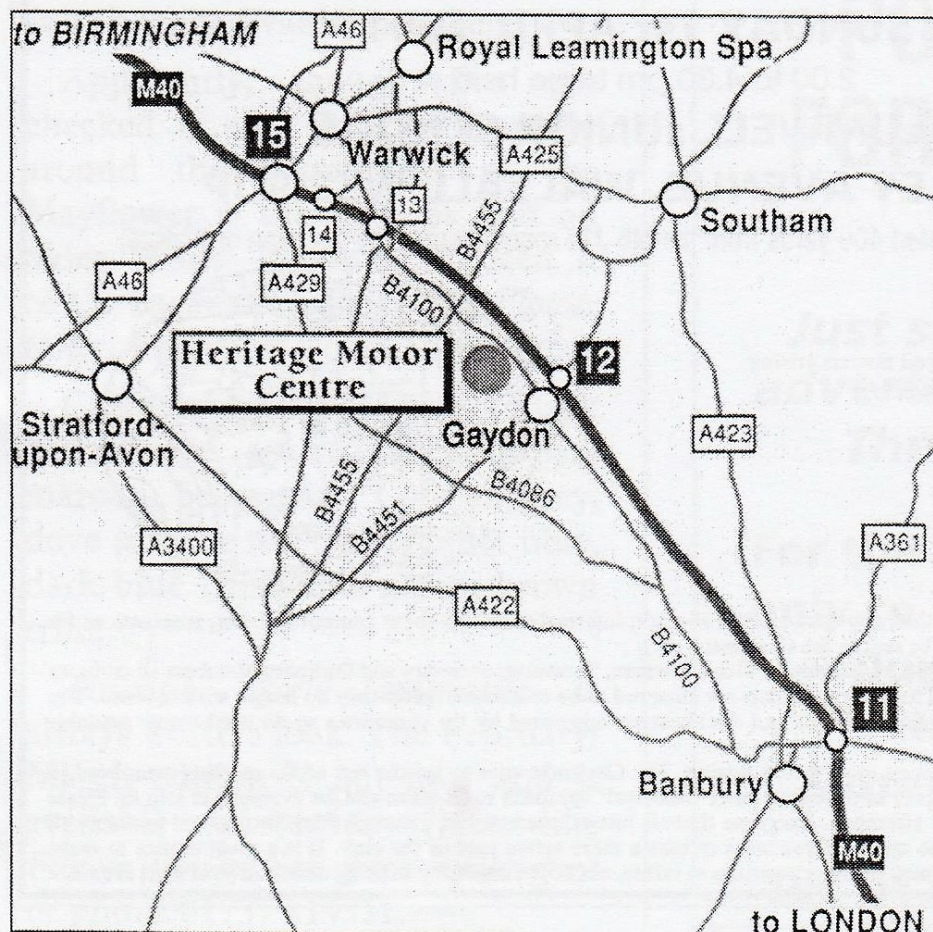 to BIRMINGHAM
A46
Royal Leamington Spa
M40
15
Warwick
A425
13
14
Southam
B4455
A46
A429
B4100
Heritage Motor
Centre
12
Stratford-
upon-Avon
Gaydon
A423
B4455
B4086
B4451
A3400
A361
A422
B4100
11
Banbury
M40
to LONDON